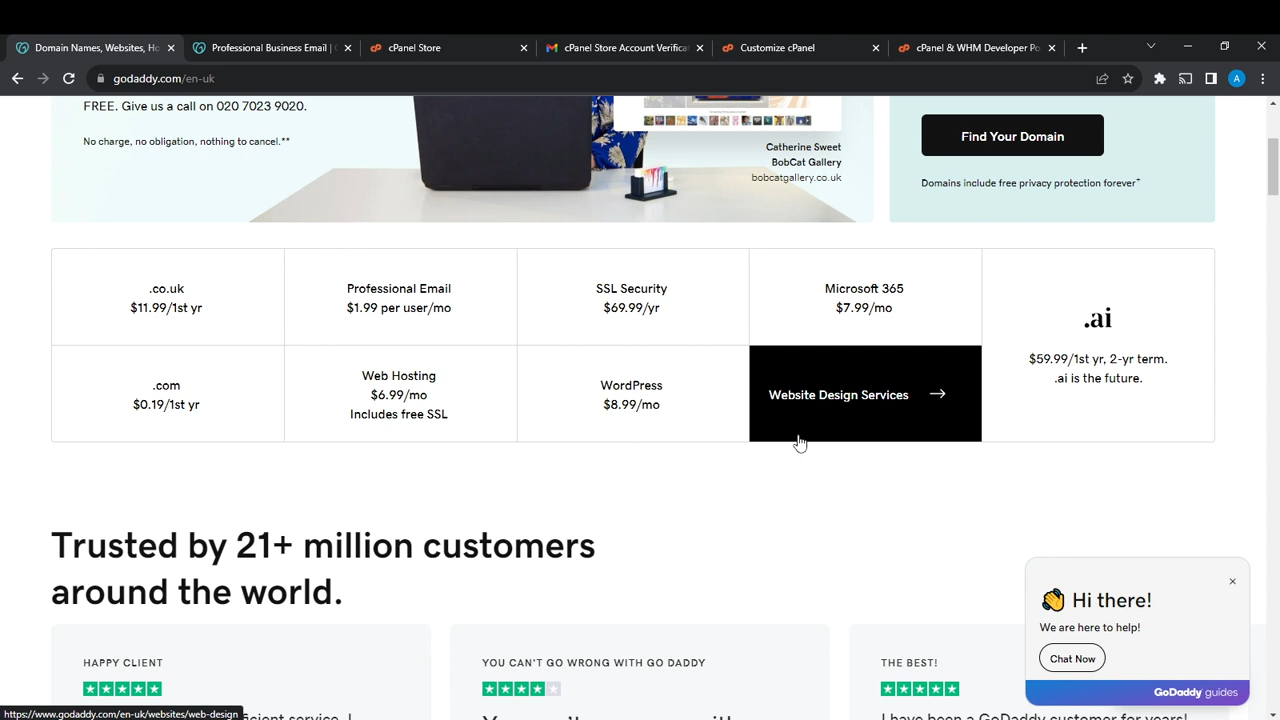 Domain Names, Websites, Ho
Professional Business Email |
cPanel Store
cPanel Store Account Verificat
Customize cPanel
cPanel & WHM Developer Po
godaddy.com/en-uk
A
FREE. Give us a call on 020 7023 9020.
No charge, no obligation, nothing to cancel.**
Catherine Sweet
BobCat Gallery
bobcatgallery.co.uk
Find Your Domain
Domains include free privacy protection forever+
.co.uk
$11.99/1st yr
Professional Email
$1.99 per user/mo
SSL Security
$69.99/yr
Microsoft 365
$7.99/mo
.ai
$59.99/1st yr, 2-yr term.
.ai is the future.
.com
$0.19/1st yr
Web Hosting
$6.99/mo
Includes free SSL
WordPress
$8.99/mo
Website Design Services
Trusted by 21+ million customers
around the world.
Hi there!
We are here to help!
Chat Now
GoDaddy guides
HAPPY CLIENT
YOU CAN'T GO WRONG WITH GO DADDY
THE BEST!
I have been a GoDaddy customer for years!
https://www.godaddy.com/en-uk/websites/web-design